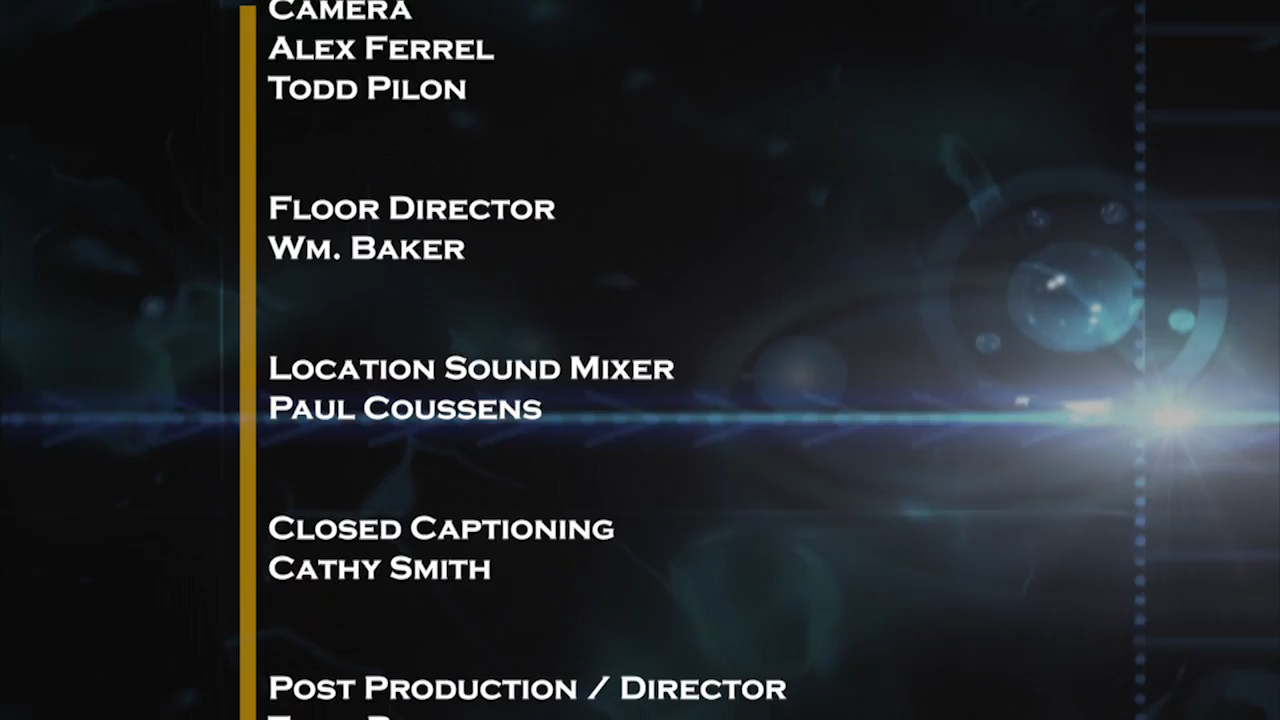 CAMERA
ALEX FERREL
TODD PILON
FLOOR DIRECTOR
WM. BAKER
LOCATION SOUND MIXER
PAUL COUSSENS
CLOSED CAPTIONING
CATHY SMITH
POST PRODUCTION / DIRECTOR